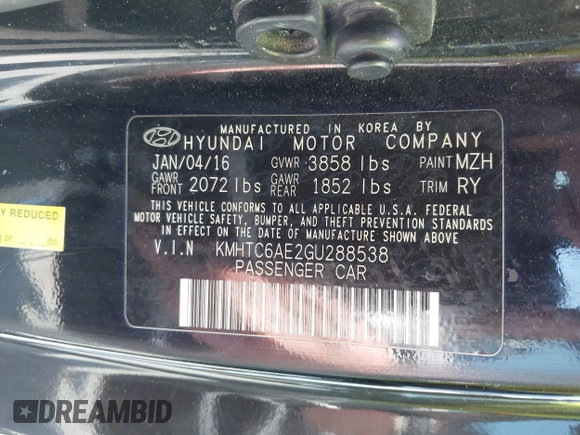 MANUFACTURED IN KOREA BY
HYUNDAI MOTOR COMPANY
JAN/04/16 GVWR 3858 lbs PAINT MZH
GAWR FRONT 2072 lbs GAWR REAR 1852 lbs TRIM RY
THIS VEHICLE CONFORMS TO ALL APPLICABLE U.S.A. FEDERAL
MOTOR VEHICLE SAFETY, BUMPER, AND THEFT PREVENTION STANDARDS
IN EFFECT ON THE DATE OF MANUFACTURE SHOWN ABOVE
V.I.N KMHTC6AE2GU288538
PASSENGER CAR
Y REDUCED
lbs
DREAMBID